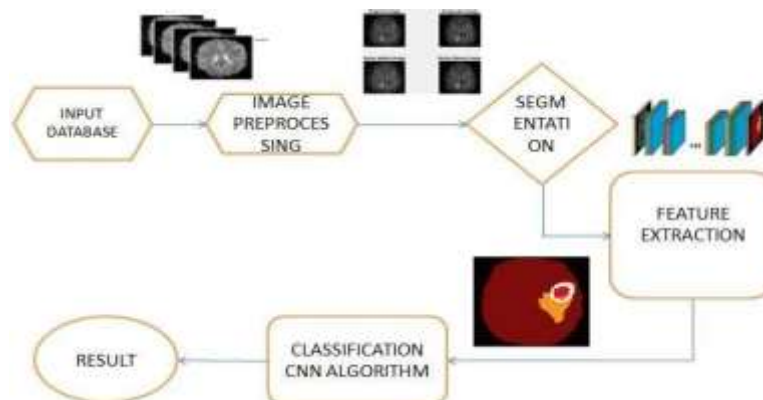 INPUT
DATABASE
IMAGE
PREPROCES
SING
SEGM
ENTATI
ON
FEATURE
EXTRACTION
CLASSIFICATION
CNN ALGORITHM
RESULT